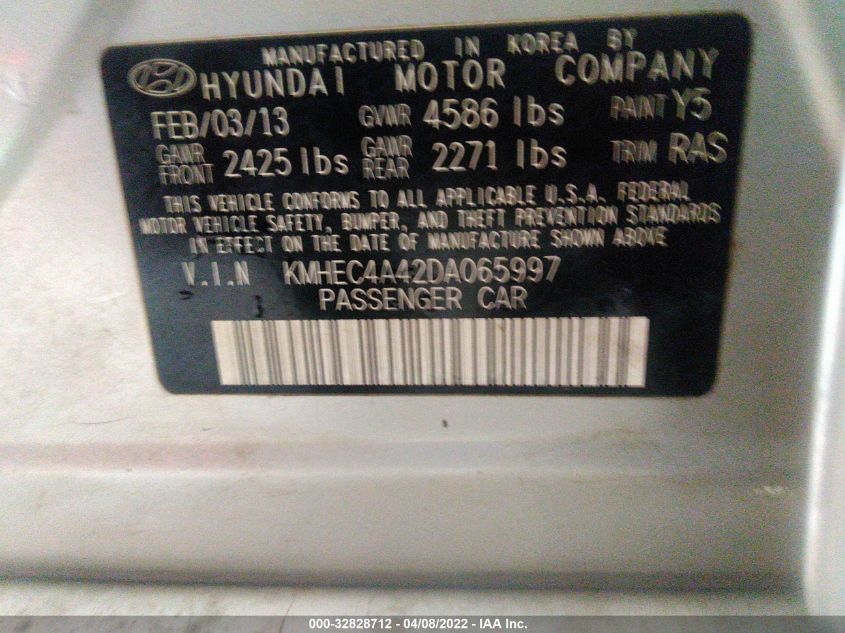 MANUFACTURED IN KOREA BY
HYUNDAI MOTOR COMPANY
FEB/03/13 GVWR 4586 lbs PAINT Y5
GAWR FRONT 2425 lbs GAWR REAR 2271 lbs TRIM RAS
THIS VEHICLE CONFORMS TO ALL APPLICABLE U.S.A. FEDERAL
MOTOR VEHICLE SAFETY, BUMPER, AND THEFT PREVENTION STANDARDS
IN EFFECT ON THE DATE OF MANUFACTURE SHOWN ABOVE
V.I.N KMHEC4A42DA065997
PASSENGER CAR
000-32828712 - 04/08/2022 - IAA Inc.